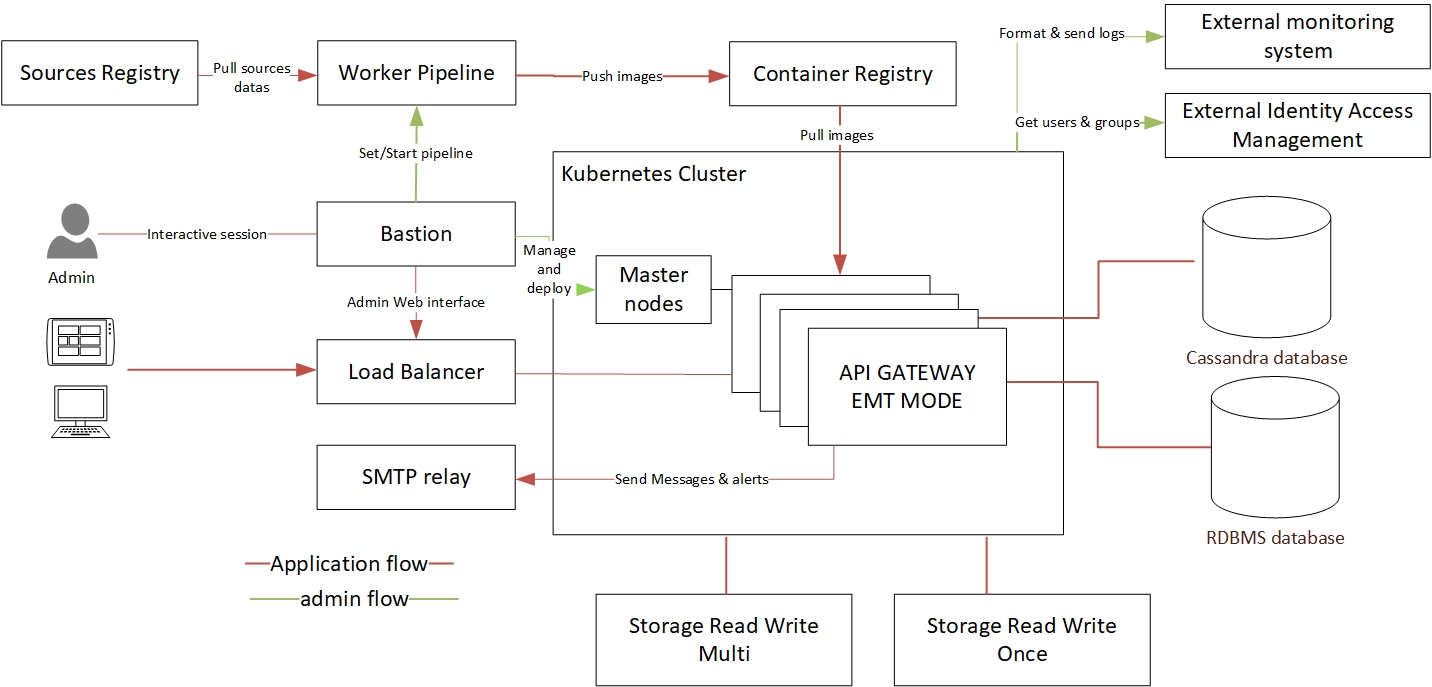 Sources Registry
Pull sources
datas
Worker Pipeline
Push images
Container Registry
Format & send logs
External monitoring
system
Get users & groups
External Identity Access
Management
Pull images
Set/Start pipeline
Kubernetes Cluster
Admin
Interactive session
Bastion
Manage
and
deploy
Master
nodes
Admin Web interface
Load Balancer
API GATEWAY
EMT MODE
Cassandra database
SMTP relay
Send Messages & alerts
RDBMS database
Application flow
admin flow
Storage Read Write
Multi
Storage Read Write
Once